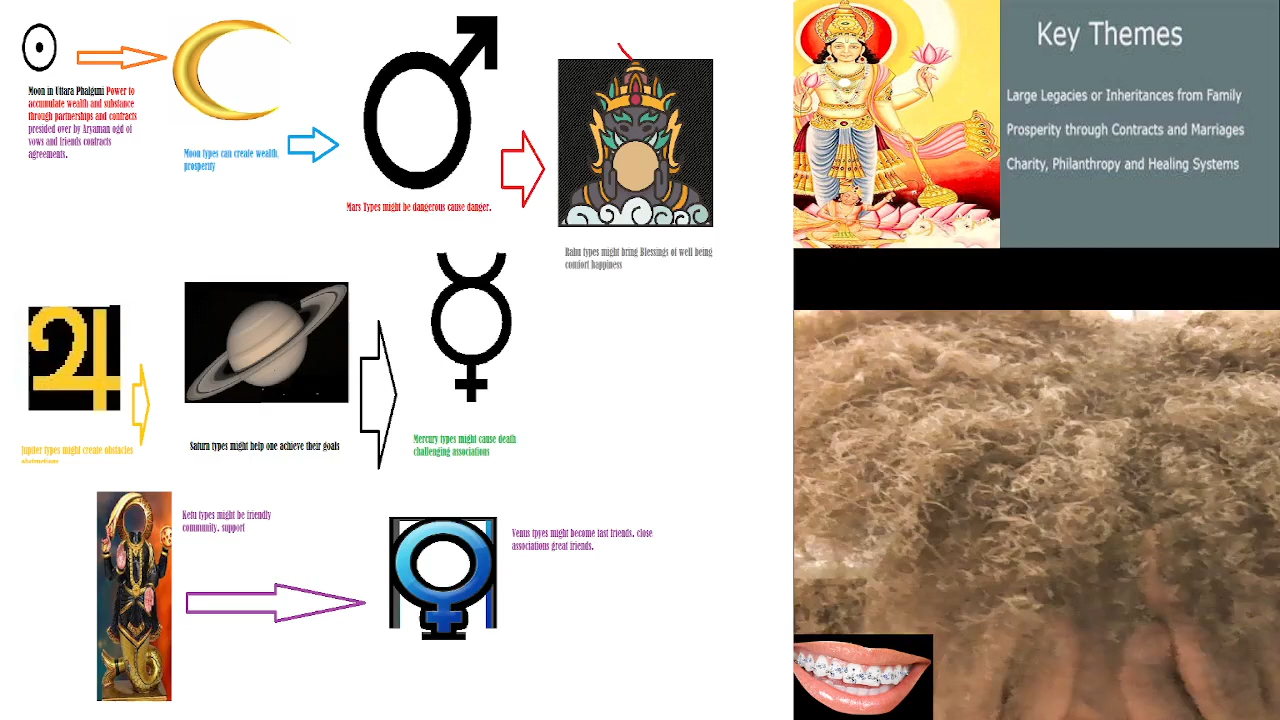 Moon in Uttara Phalguni Power to
accumulate wealth and substance
through partnerships and contracts
presided over by Aryaman ogd of
vows and friends contracts
agreements.
Moon types can create wealth,
prosperity
Mars Types might be dangerous cause danger.
Rahu types might bring Blessings of well being
comfort happiness
Key Themes
Large Legacies or Inheritances from Family
Prosperity through Contracts and Marriages
Charity, Philanthropy and Healing Systems
Jupiter types might create obstacles
Saturn types might help one achieve their goals
Mercury types might cause death
challenging associations
Ketu types might be friendly
community, support
Venus tpyes might become fast friends, close
associations great friends.